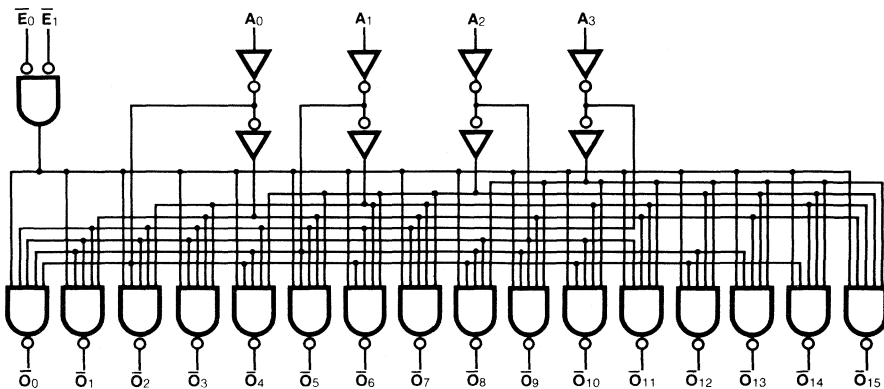 E̅₀ E̅₁ A₀ A₁ A₂ A₃
O̅₀ O̅₁ O̅₂ O̅₃ O̅₄ O̅₅ O̅₆ O̅₇ O̅₈ O̅₉ O̅₁₀ O̅₁₁ O̅₁₂ O̅₁₃ O̅₁₄ O̅₁₅